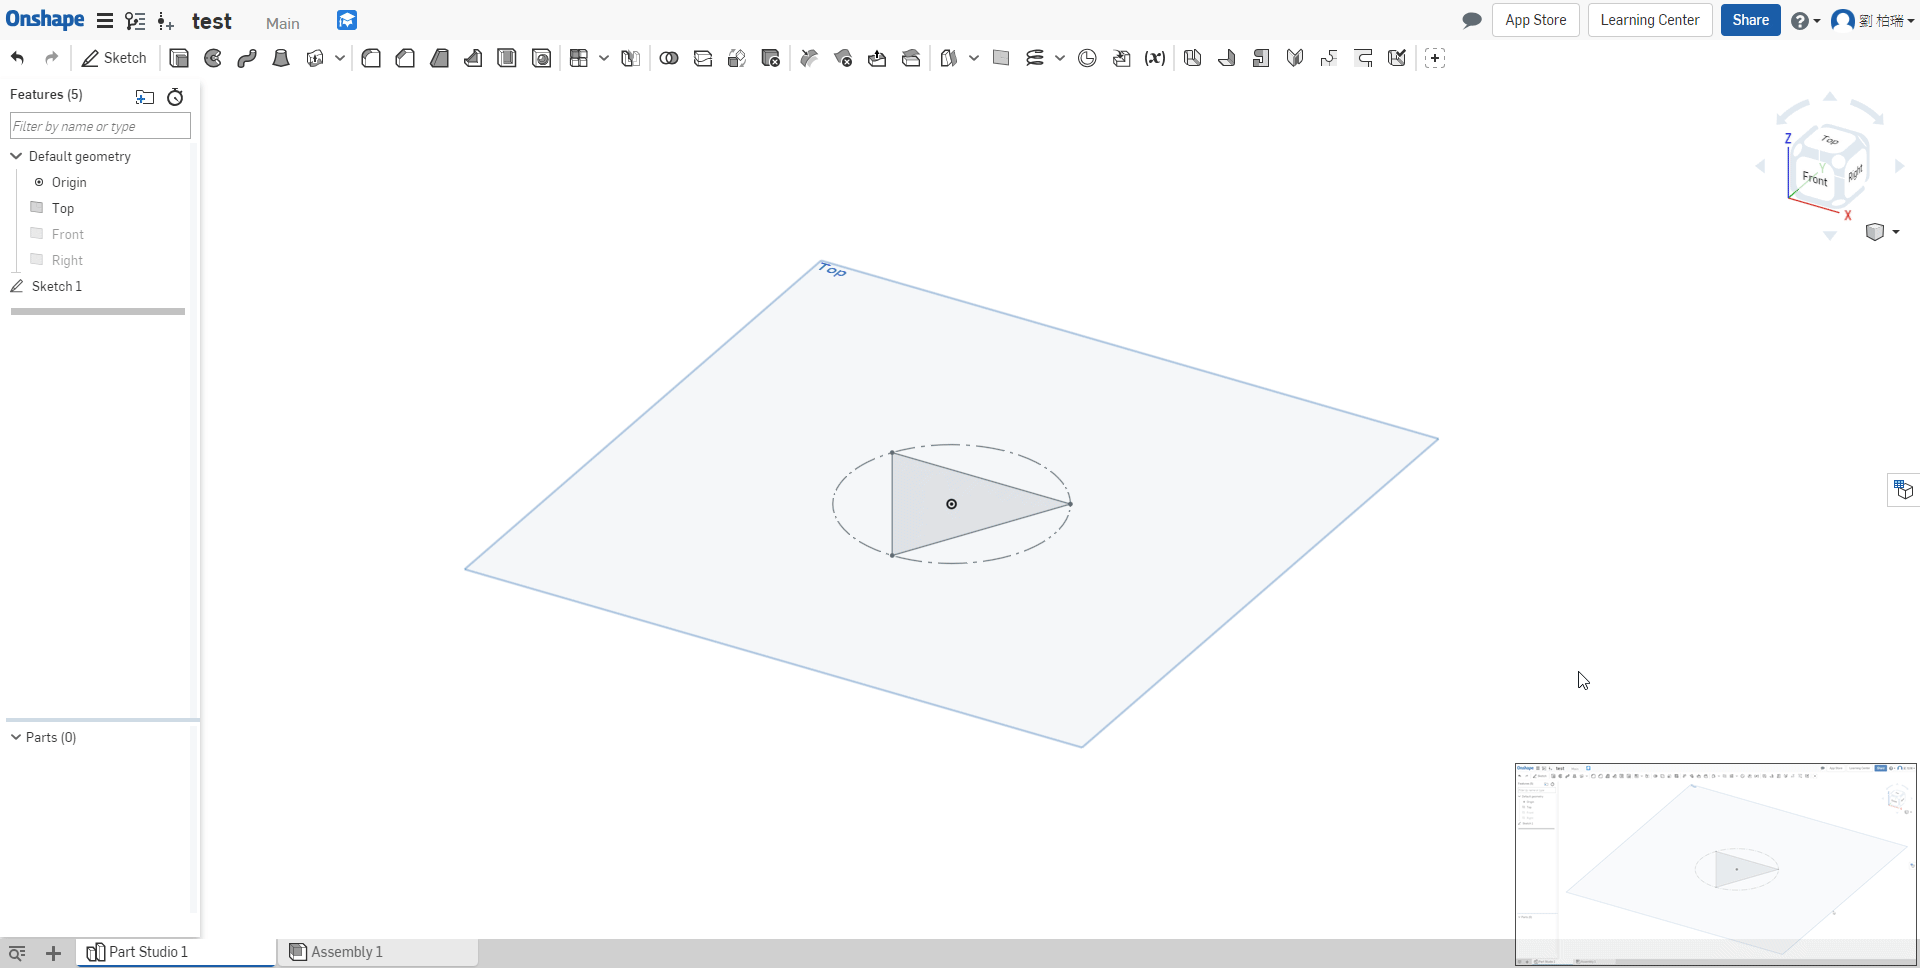 Onshape test Main App Store Learning Center Share 劉 柏瑞
Sketch (x)
Features (5)
Filter by name or type
Default geometry
Origin
Top
Front
Right
Sketch 1
Parts (0)
Top
Z
Top
Y
Front Right
X
Part Studio 1 Assembly 1